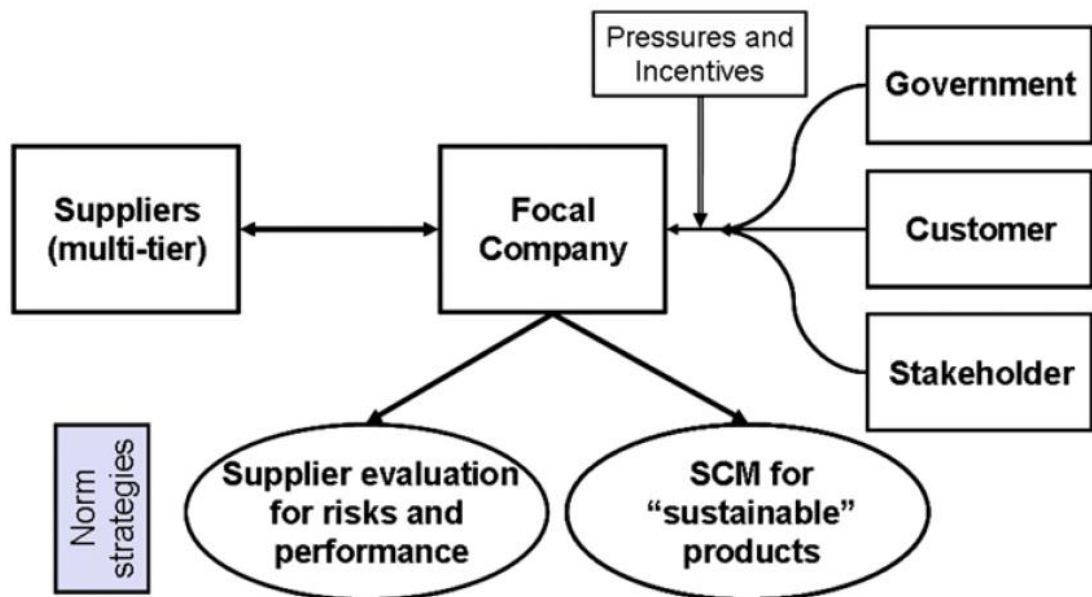 Pressures and
Incentives
Government
Suppliers
(multi-tier)
Focal
Company
Customer
Stakeholder
Norm
strategies
Supplier evaluation
for risks and
performance
SCM for
“sustainable”
products